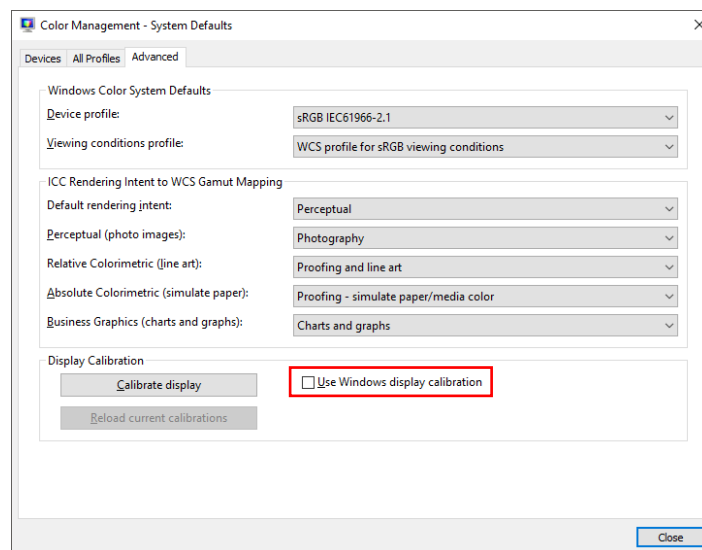 Color Management - System Defaults
Devices All Profiles Advanced
Windows Color System Defaults
Device profile: sRGB IEC61966-2.1
Viewing conditions profile: WCS profile for sRGB viewing conditions
ICC Rendering Intent to WCS Gamut Mapping
Default rendering intent: Perceptual
Perceptual (photo images): Photography
Relative Colorimetric (line art): Proofing and line art
Absolute Colorimetric (simulate paper): Proofing - simulate paper/media color
Business Graphics (charts and graphs): Charts and graphs
Display Calibration
Calibrate display Use Windows display calibration
Reload current calibrations
Close